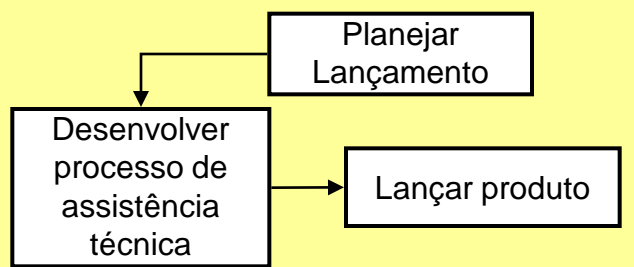 Planejar
Lançamento
Desenvolver
processo de
assistência
técnica
Lançar produto